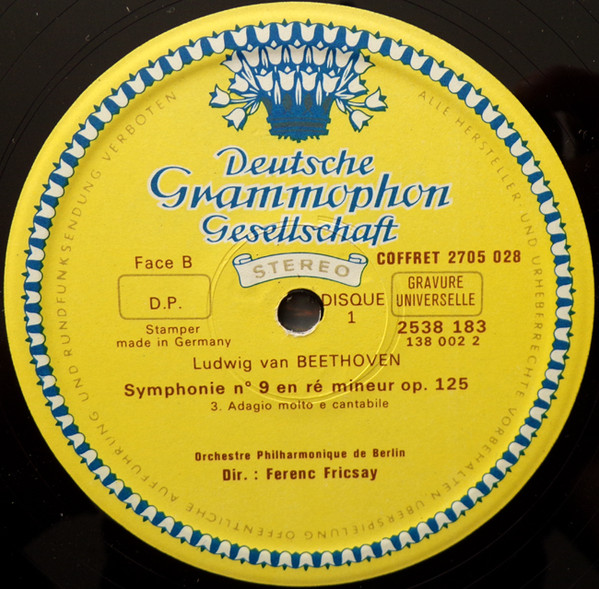 Deutsche
Grammophon
Gesellschaft
STEREO
COFFRET 2705 028
Face B
D.P.
Stamper
made in Germany
DISQUE
1
GRAVURE
UNIVERSELLE
2538 183
138 002 2
Ludwig van BEETHOVEN
Symphonie n° 9 en ré mineur op. 125
3. Adagio molto e cantabile
Orchestre Philharmonique de Berlin
Dir. : Ferenc Fricsay
ALLE HERSTELLER- UND URHEBERRECHTE VORBEHALTEN ÜBERSPIELUNG ÖFFENTLICHE AUFFÜHRUNG UND RUNDFUNKSENDUNG VERBOTEN